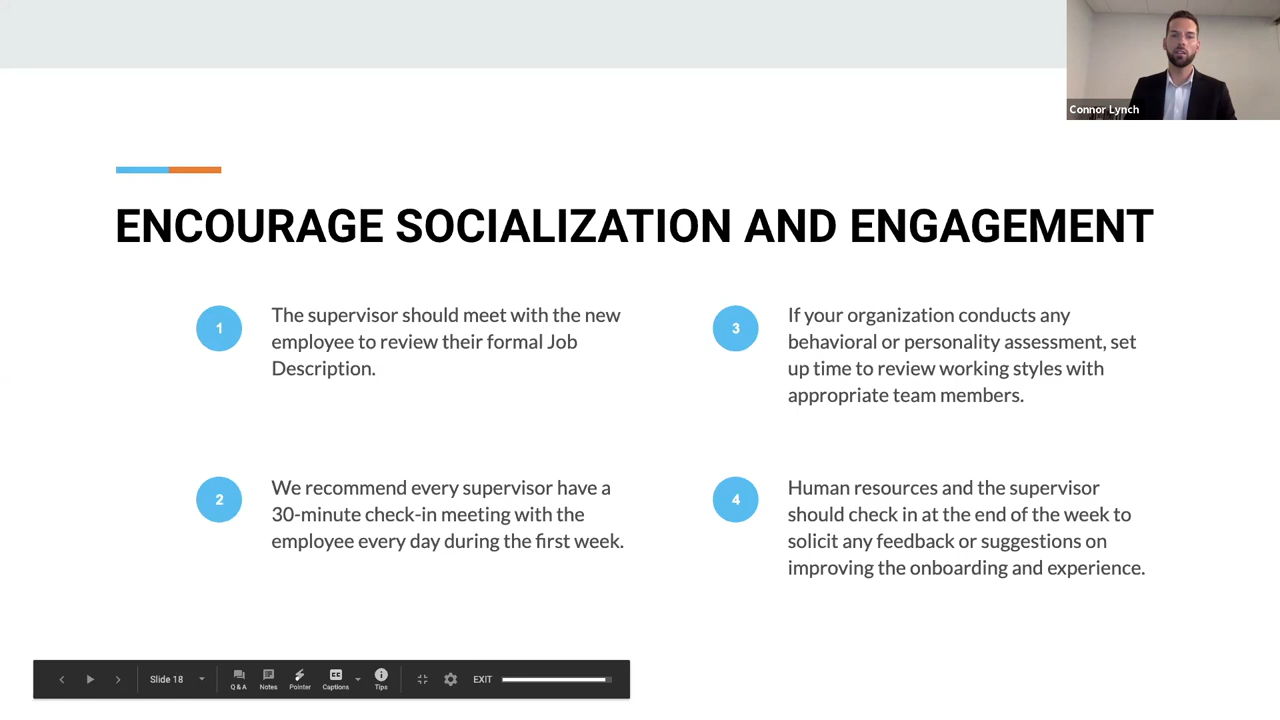 Connor Lynch
ENCOURAGE SOCIALIZATION AND ENGAGEMENT
1
The supervisor should meet with the new
employee to review their formal Job
Description.
2
We recommend every supervisor have a
30-minute check-in meeting with the
employee every day during the first week.
3
If your organization conducts any
behavioral or personality assessment, set
up time to review working styles with
appropriate team members.
4
Human resources and the supervisor
should check in at the end of the week to
solicit any feedback or suggestions on
improving the onboarding and experience.
Slide 18
Q&A
Notes
Pointer
CC
Captions
Tips
EXIT